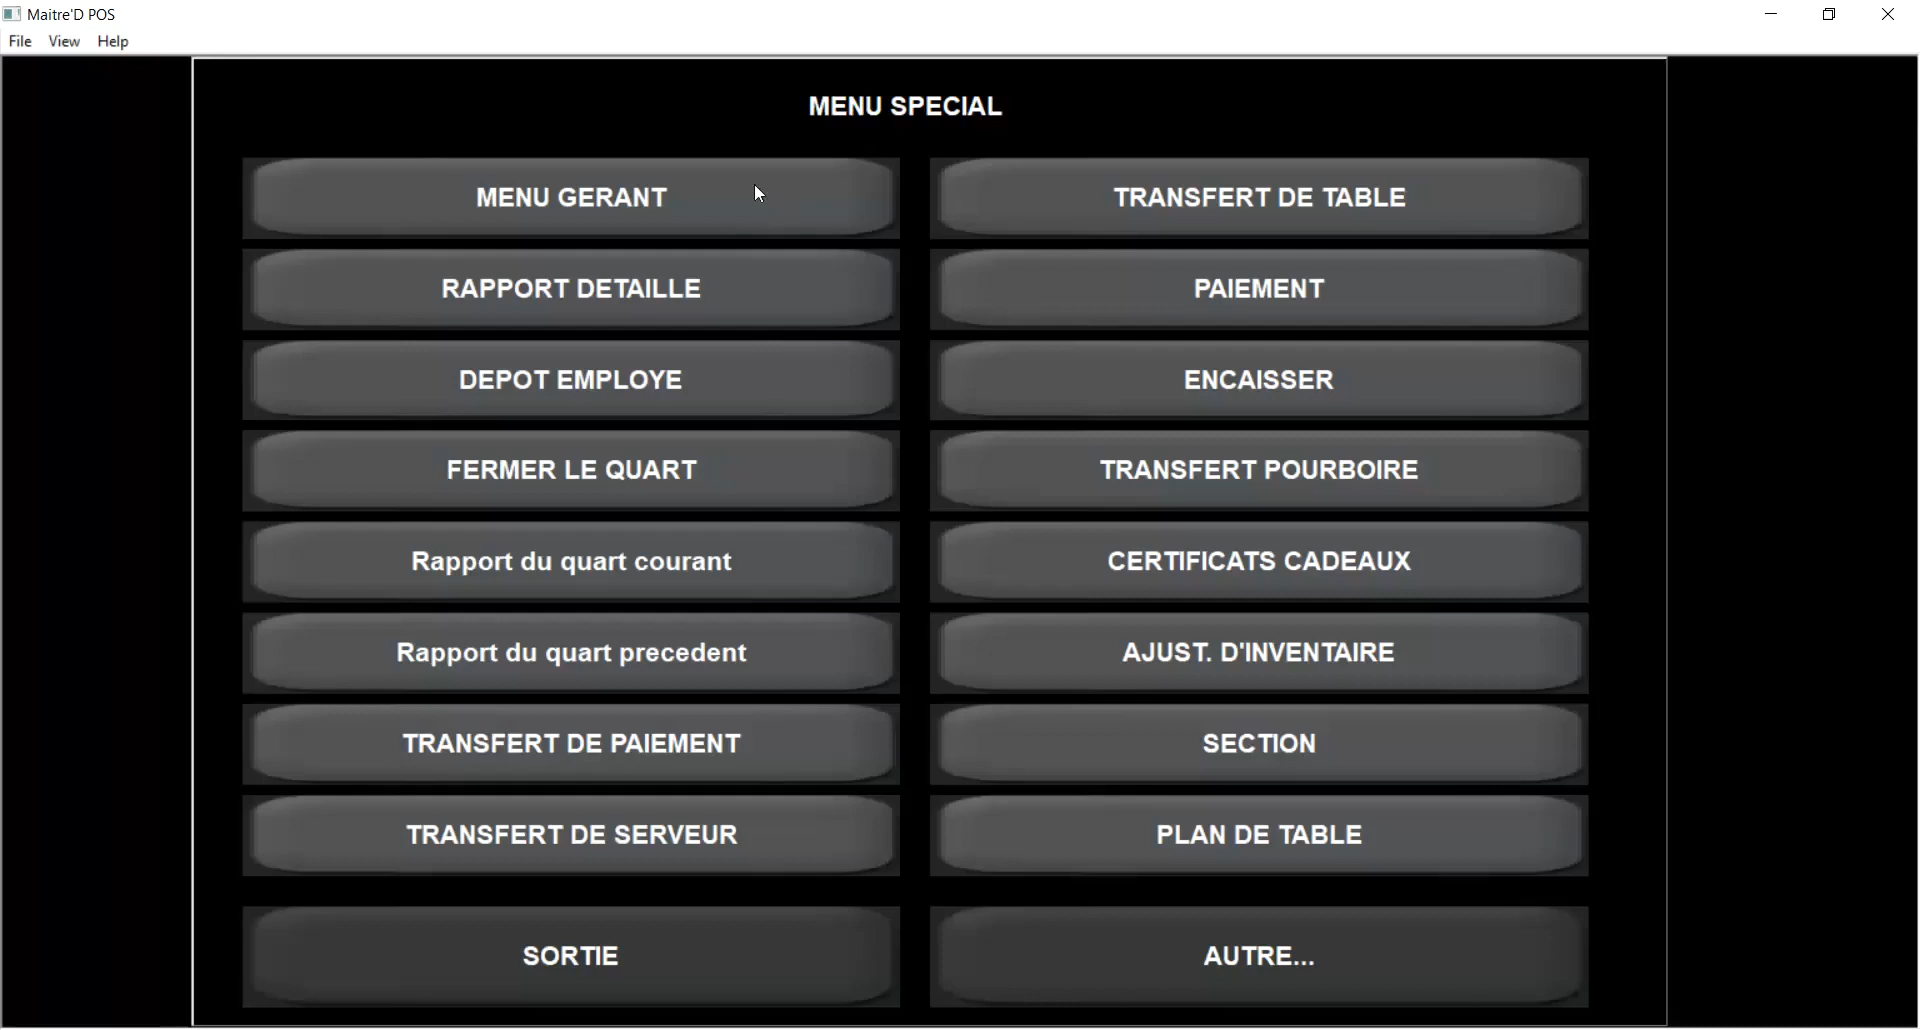 Maitre'D POS
File View Help
MENU SPECIAL
MENU GERANT
TRANSFERT DE TABLE
RAPPORT DETAILLE
PAIEMENT
DEPOT EMPLOYE
ENCAISSER
FERMER LE QUART
TRANSFERT POURBOIRE
Rapport du quart courant
CERTIFICATS CADEAUX
Rapport du quart precedent
AJUST. D'INVENTAIRE
TRANSFERT DE PAIEMENT
SECTION
TRANSFERT DE SERVEUR
PLAN DE TABLE
SORTIE
AUTRE...